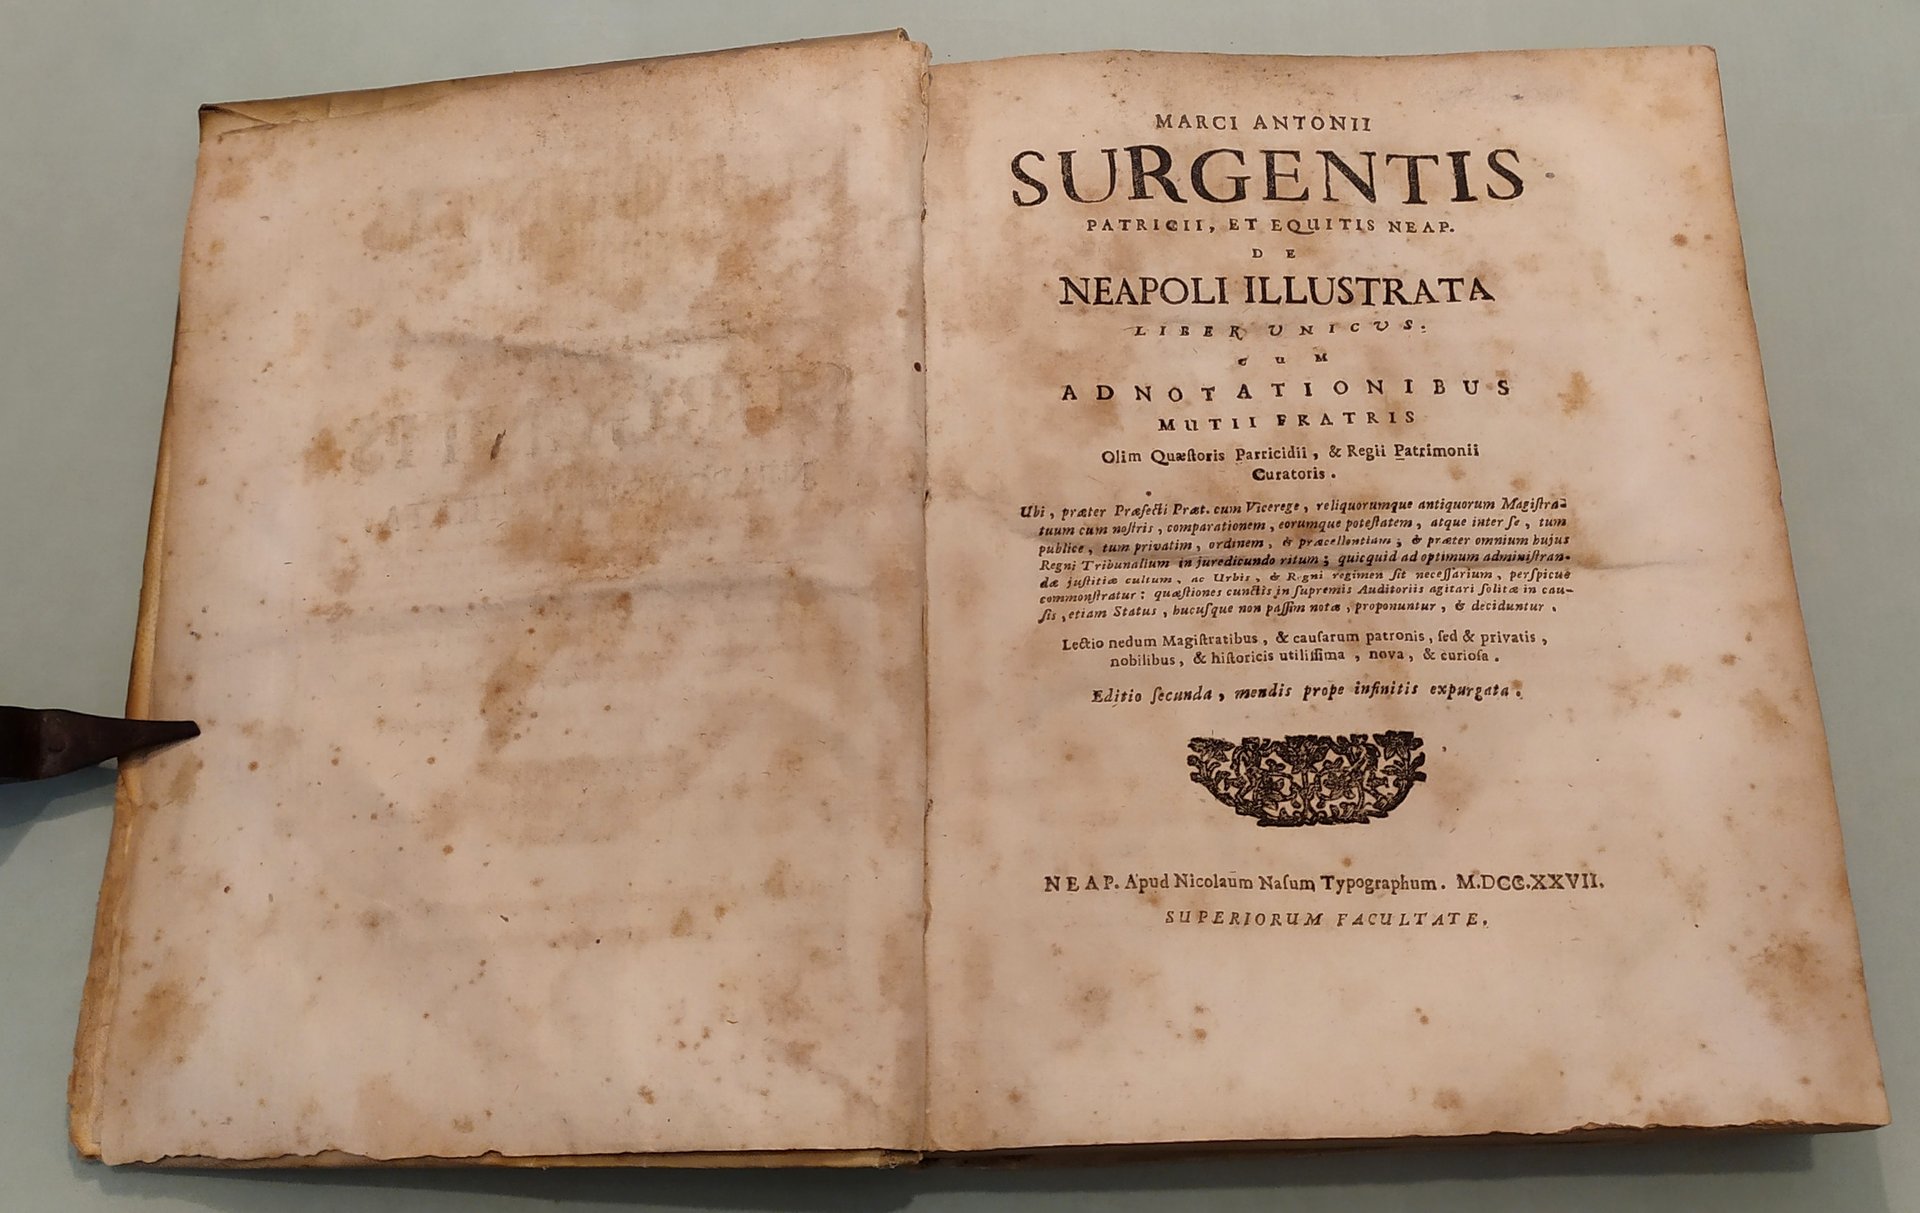 MARCI ANTONII
SURGENTIS
PATRICII, ET EQUITIS NEAP.
DE
NEAPOLI ILLUSTRATA
LIBER UNICUS.
CUM
ADNOTATIONIBUS
MUTII FRATRIS
Olim Quæſtoris Parricidii, & Regii Patrimonii
Curatoris.
Ubi, præter Præfecti Præt. cum Vicerege, reliquorumque antiquorum Magiſtra-
tuum cum noſtris, comparationem, eorumque poteſtatem, atque inter ſe, tum
publice, tum privatim, ordinem, & præcellentiam; & præter omnium hujus
Regni Tribunalium in juredicundo ritum; quicquid ad optimum adminiſtran-
dæ juſtitiæ cultum, ac Urbis, & Regni regimen ſit neceſſarium, perſpicue
commonſtratur: quæſtiones cunctis in ſupremis Auditoriis agitari ſolitæ in cau-
ſis, etiam Status, hucuſque non paſſim notæ, proponuntur, & deciduntur.
Lectio nedum Magiſtratibus, & cauſarum patronis, ſed & privatis,
nobilibus, & hiſtoricis utiliſſima, nova, & curioſa.
Editio ſecunda, mendis prope infinitis expurgata.
NEAP. Apud Nicolaum Naſum Typographum. M.DCC.XXVII.
SUPERIORUM FACULTATE.